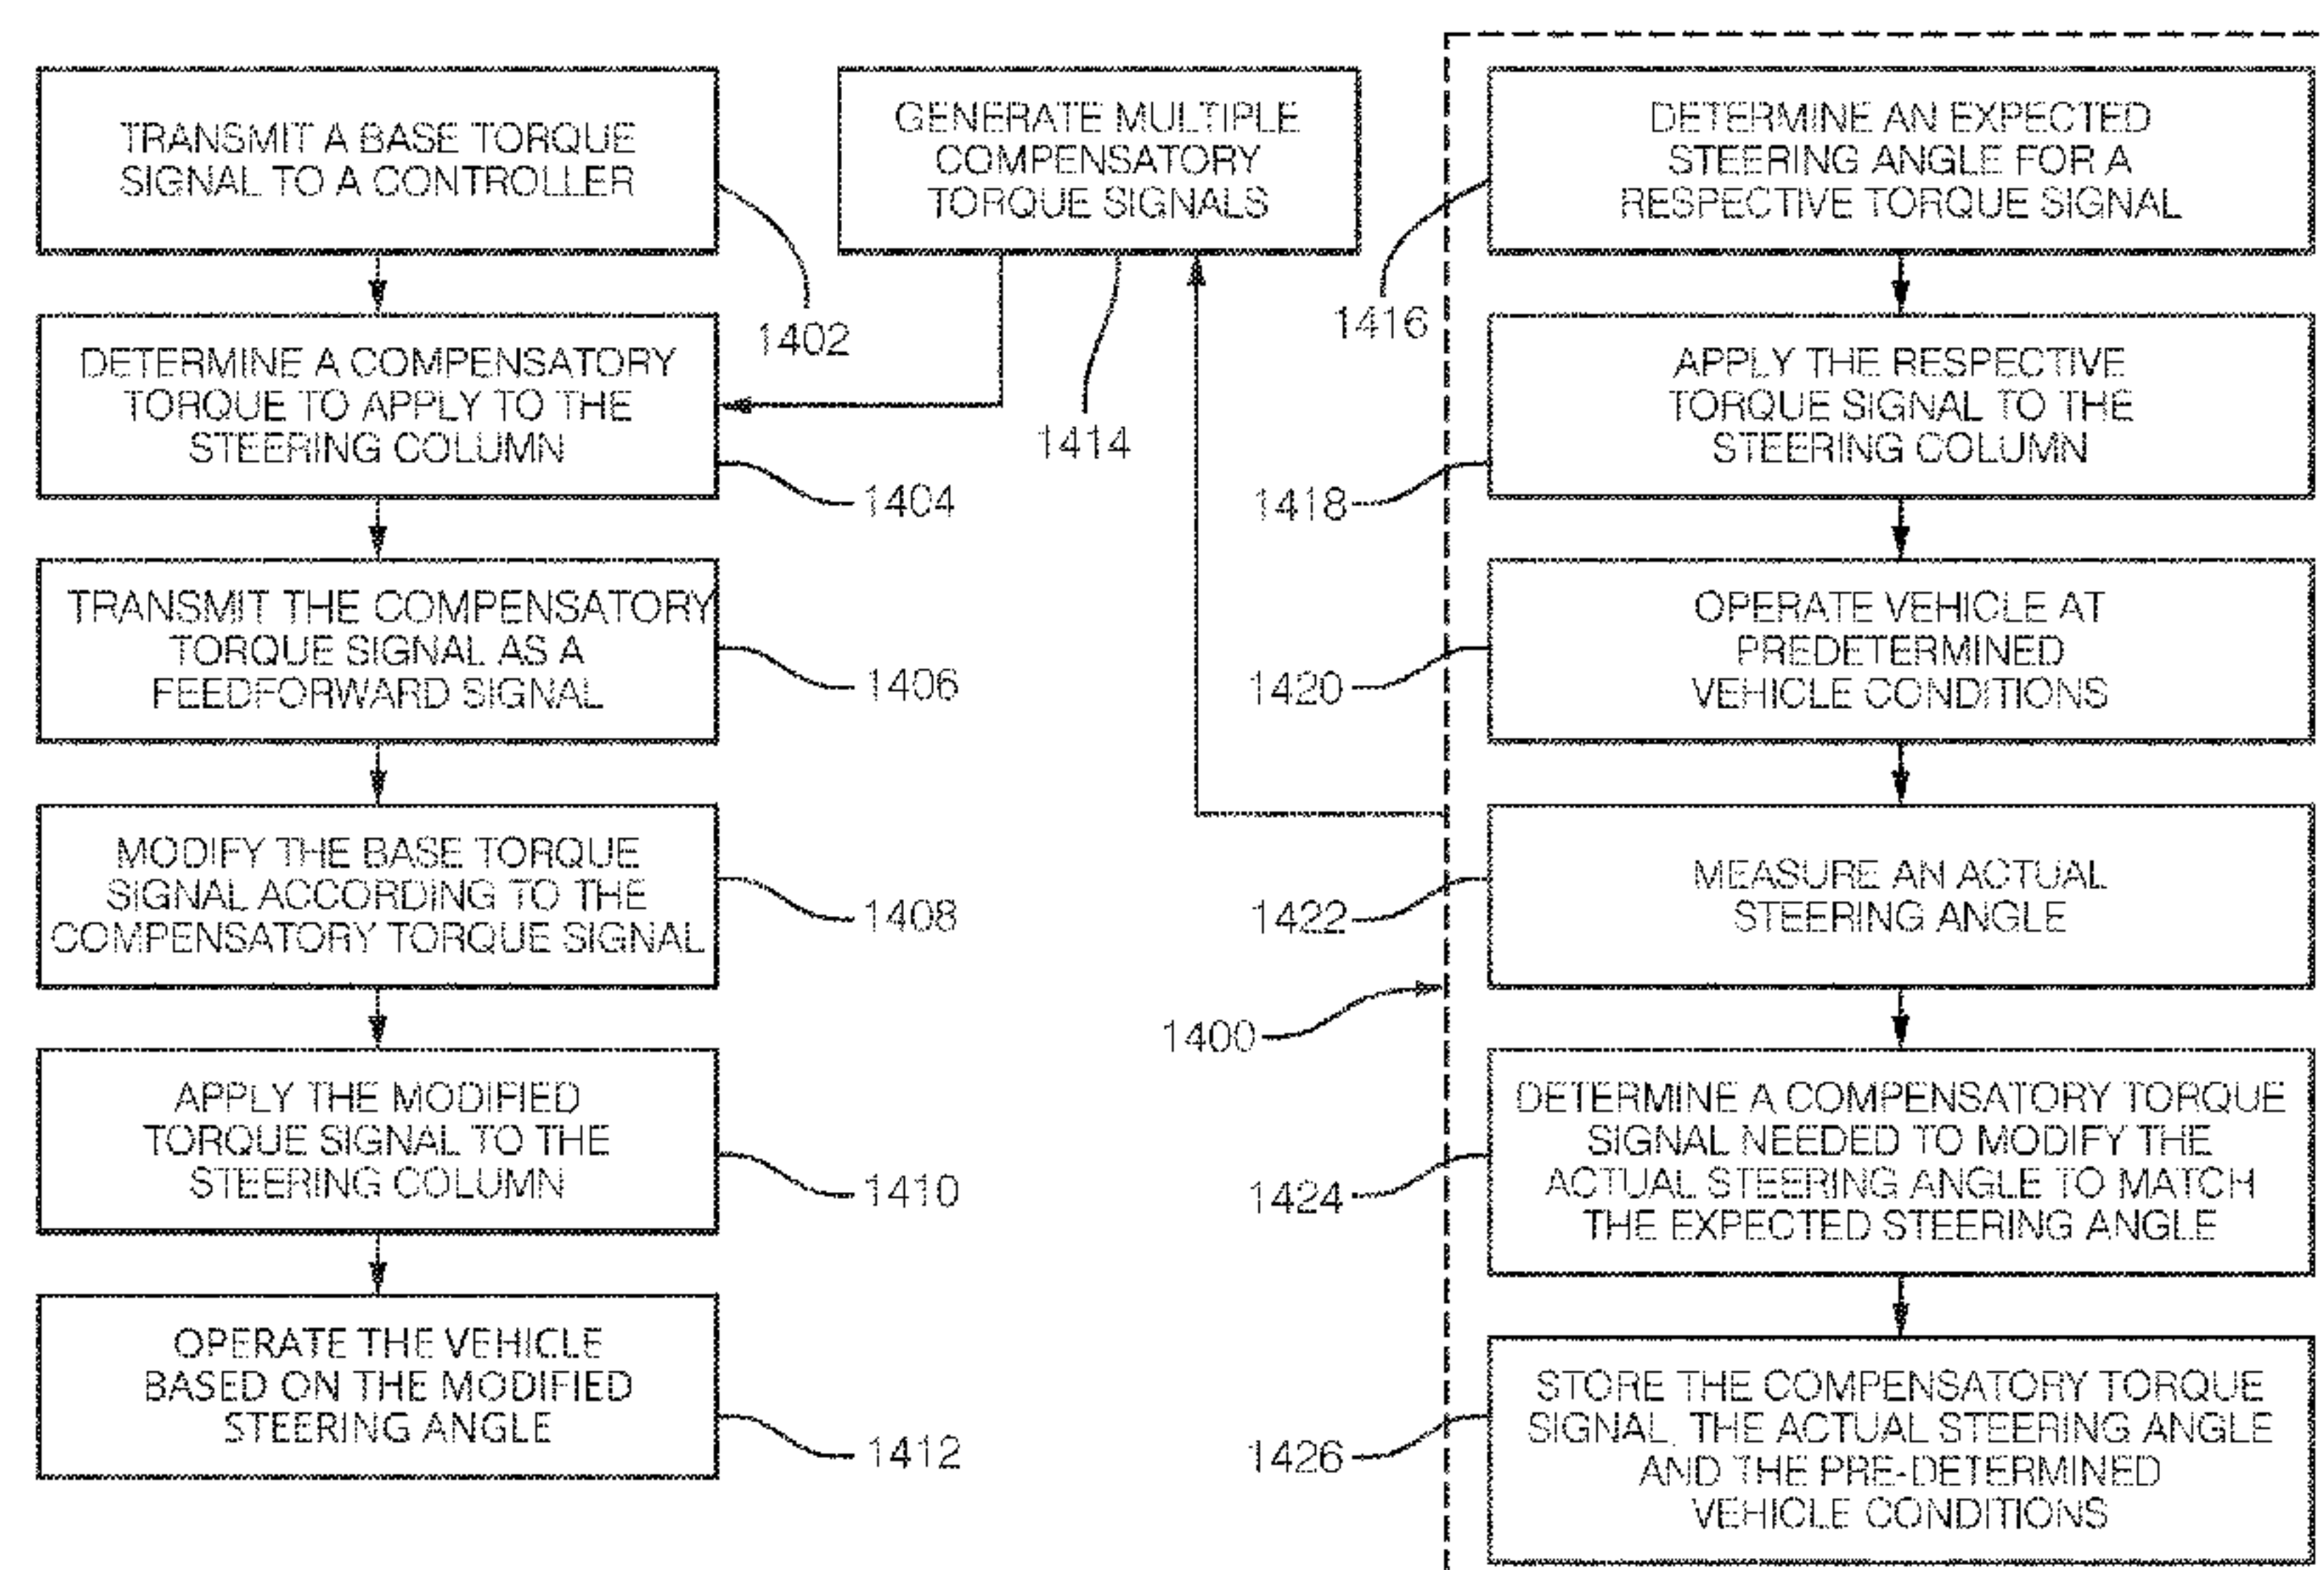 TRANSMIT A BASE TORQUE
SIGNAL TO A CONTROLLER
1402
DETERMINE A COMPENSATORY
TORQUE TO APPLY TO THE
STEERING COLUMN
1404
TRANSMIT THE COMPENSATORY
TORQUE SIGNAL AS A
FEEDFORWARD SIGNAL
1406
MODIFY THE BASE TORQUE
SIGNAL ACCORDING TO THE
COMPENSATORY TORQUE SIGNAL
1408
APPLY THE MODIFIED
TORQUE SIGNAL TO THE
STEERING COLUMN
1410
OPERATE THE VEHICLE
BASED ON THE MODIFIED
STEERING ANGLE
1412
GENERATE MULTIPLE
COMPENSATORY
TORQUE SIGNALS
1414
DETERMINE AN EXPECTED
STEERING ANGLE FOR A
RESPECTIVE TORQUE SIGNAL
1416
APPLY THE RESPECTIVE
TORQUE SIGNAL TO THE
STEERING COLUMN
1418
OPERATE VEHICLE AT
PREDETERMINED
VEHICLE CONDITIONS
1420
MEASURE AN ACTUAL
STEERING ANGLE
1422
1400
DETERMINE A COMPENSATORY TORQUE
SIGNAL NEEDED TO MODIFY THE
ACTUAL STEERING ANGLE TO MATCH
THE EXPECTED STEERING ANGLE
1424
STORE THE COMPENSATORY TORQUE
SIGNAL, THE ACTUAL STEERING ANGLE
AND THE PRE-DETERMINED
VEHICLE CONDITIONS
1426